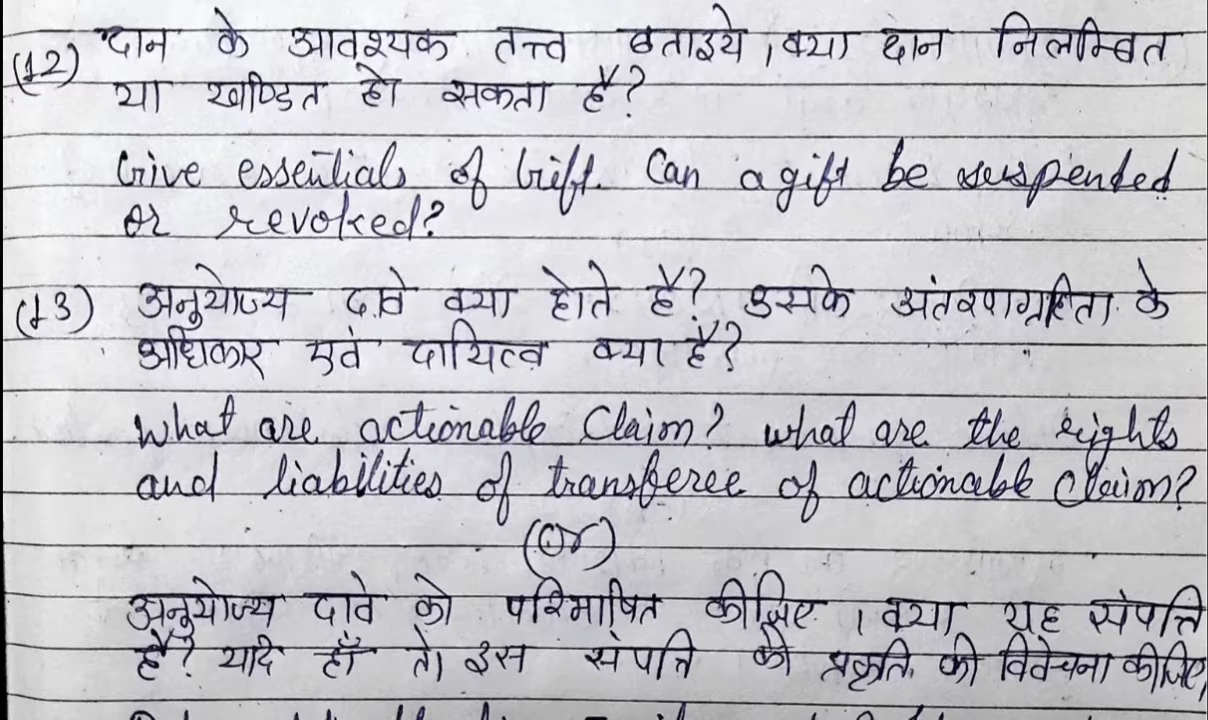 (12) दान के आवश्यक तत्त्व बताइये, क्या दान निलम्बित
या खण्डित हो सकता है?
Give essentials of Gift. Can a gift be suspended
or revoked?
(13) अनुयोज्य दावे क्या होते है? उसके अंतरणग्रहिता के
अधिकार एवं दायित्व क्या है?
What are actionable Claim? what are the rights
and liabilities of transferee of actionable claim?
(Or)
अनुयोज्य दावे को परिभाषित कीजिए । क्या यह संपत्ति
है? यदि हाँ तो इस संपत्ति की प्रकृति की विवेचना कीजिए,